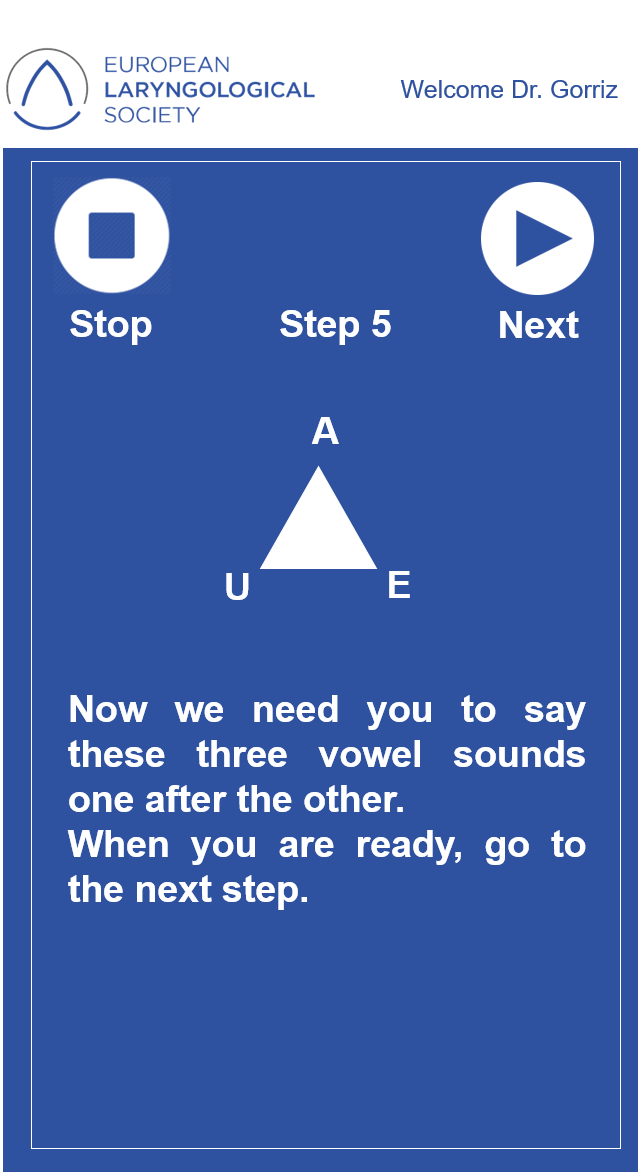 EUROPEAN
LARYNGOLOGICAL
SOCIETY
Welcome Dr. Gorriz
Stop
Step 5
Next
A
U
E
Now we need you to say
these three vowel sounds
one after the other.
When you are ready, go to
the next step.